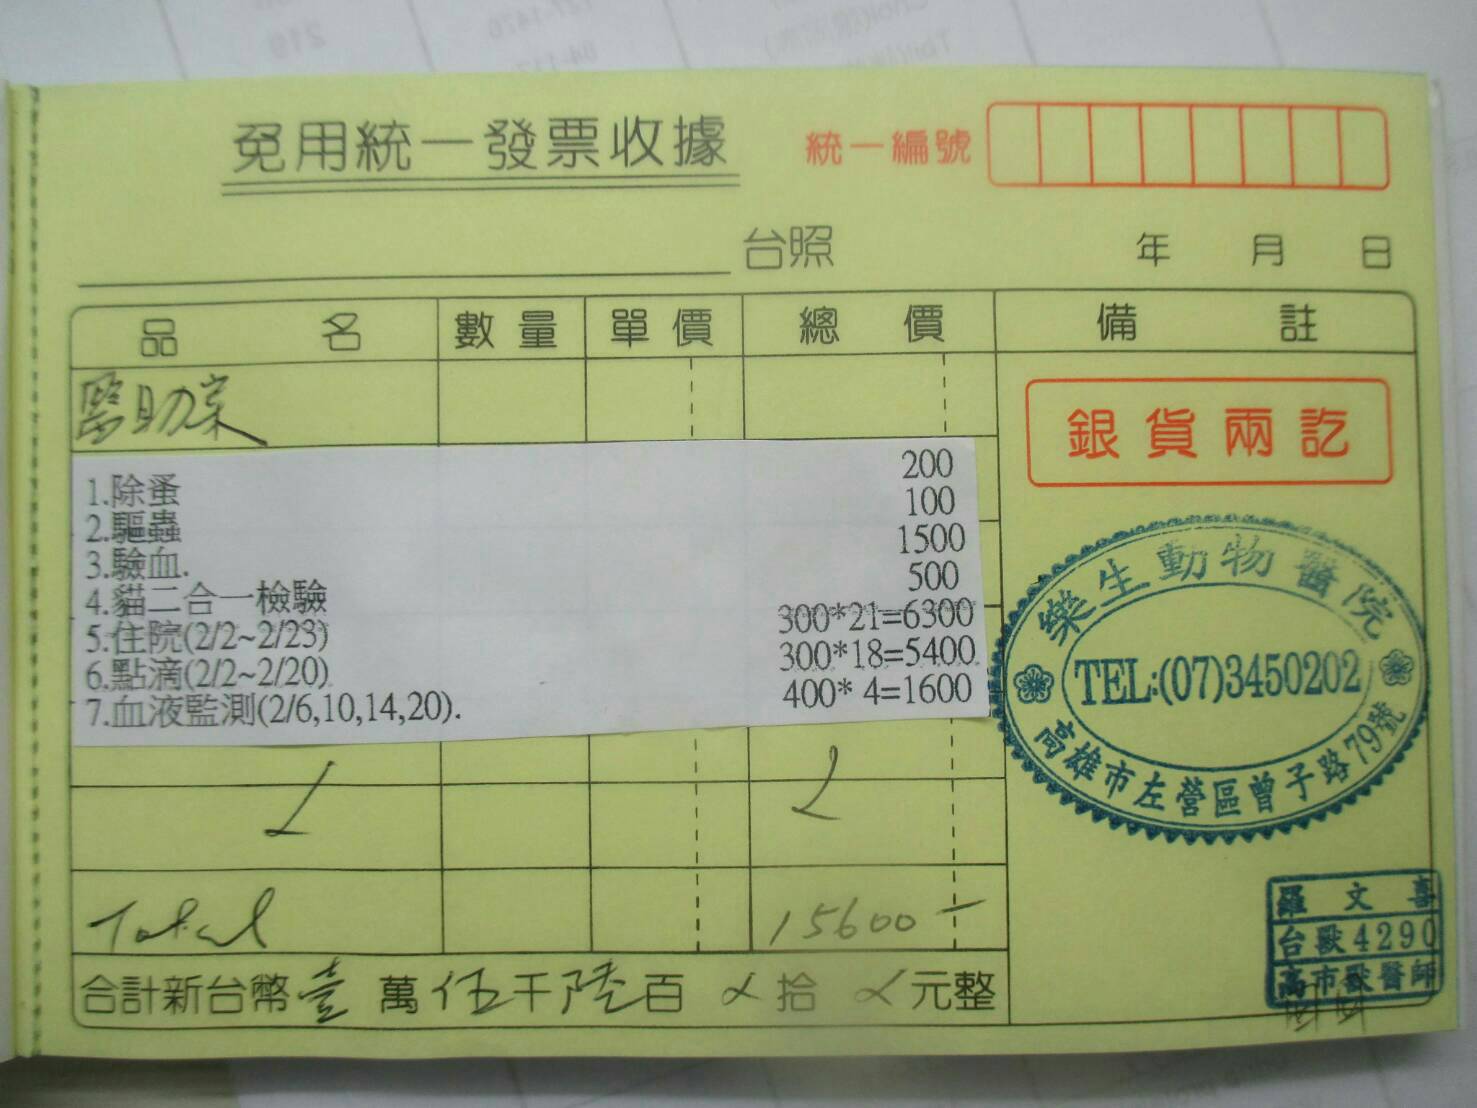 免用統一發票收據
統一編號
台照
年 月 日
品 名 數量 單價 總價 備註
醫助案
銀貨兩訖
1.除蚤 200
2.驅蟲 100
3.驗血. 1500
4.貓二合一檢驗 500
5.住院(2/2~2/23) 300*21=6300
6.點滴(2/2~2/20). 300*18=5400
7.血液監測(2/6,10,14,20). 400* 4=1600
樂生動物醫院
TEL:(07)3450202
高雄市左營區曾子路79號
Total 15600-
合計新台幣壹萬伍千陸百 拾 元整
羅文喜
台獸4290
高市獸醫師